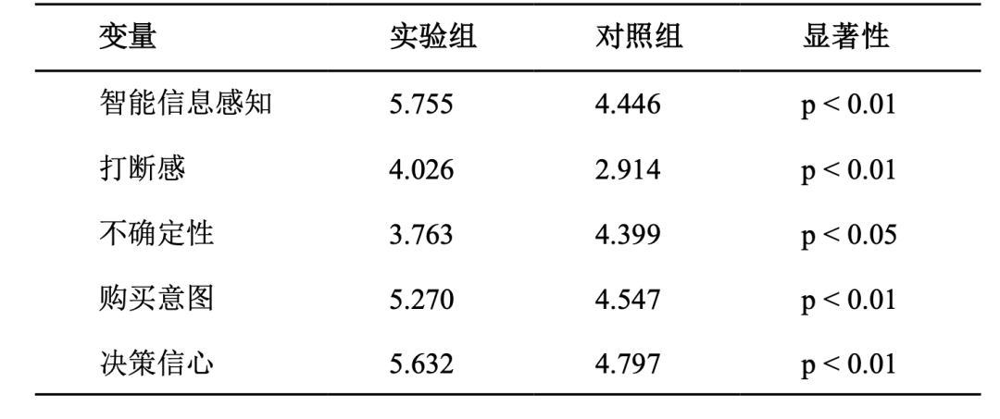 变量 实验组 对照组 显著性
智能信息感知 5.755 4.446 p < 0.01
打断感 4.026 2.914 p < 0.01
不确定性 3.763 4.399 p < 0.05
购买意图 5.270 4.547 p < 0.01
决策信心 5.632 4.797 p < 0.01